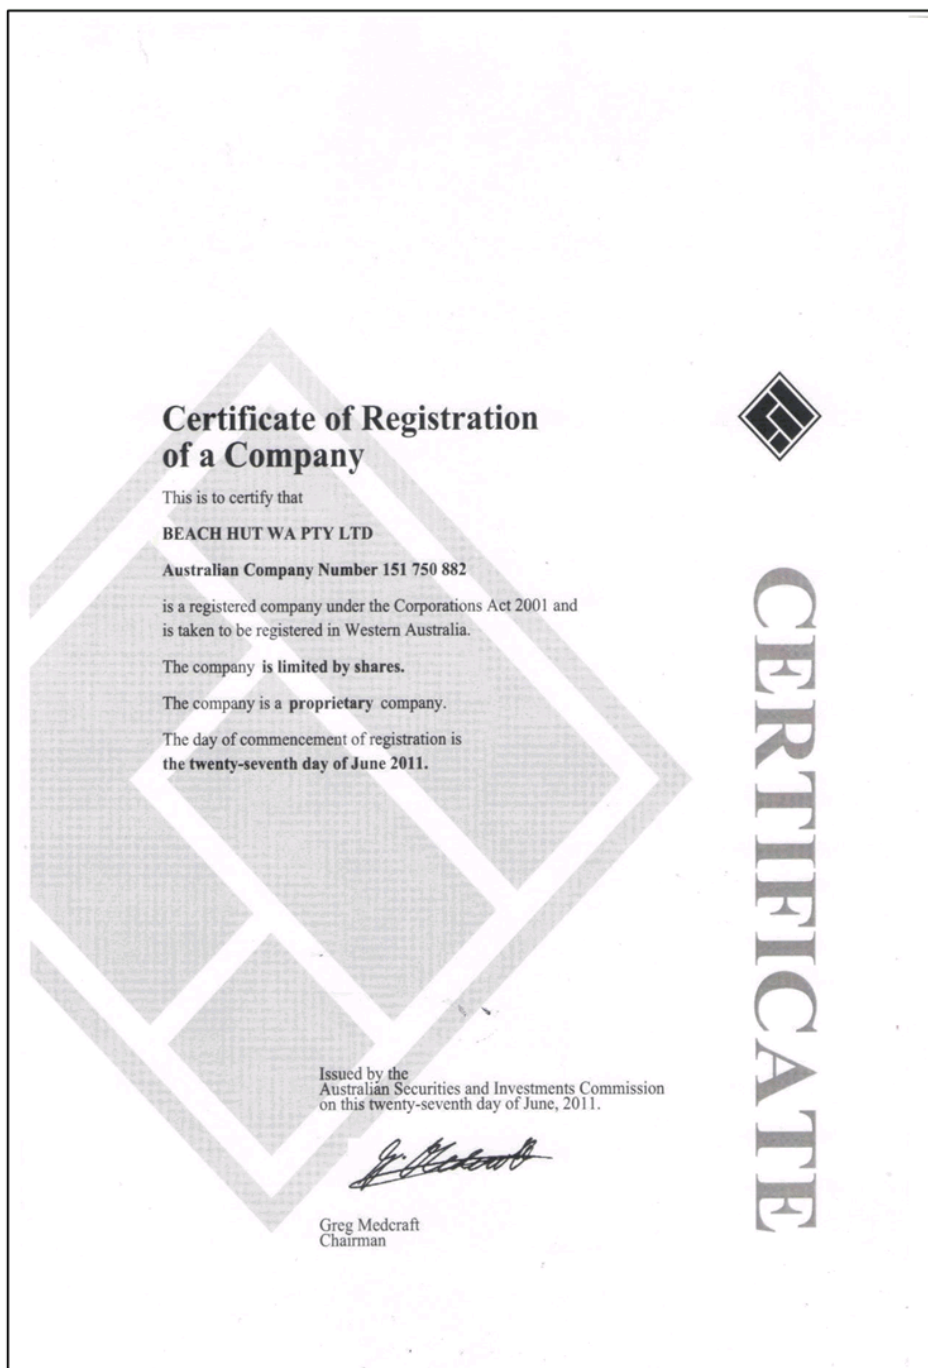 Certificate of Registration
of a Company
This is to certify that
BEACH HUT WA PTY LTD
Australian Company Number 151 750 882
is a registered company under the Corporations Act 2001 and
is taken to be registered in Western Australia.
The company is limited by shares.
The company is a proprietary company.
The day of commencement of registration is
the twenty-seventh day of June 2011.
Issued by the
Australian Securities and Investments Commission
on this twenty-seventh day of June, 2011.
Greg Medcraft
Chairman
CERTIFICATE